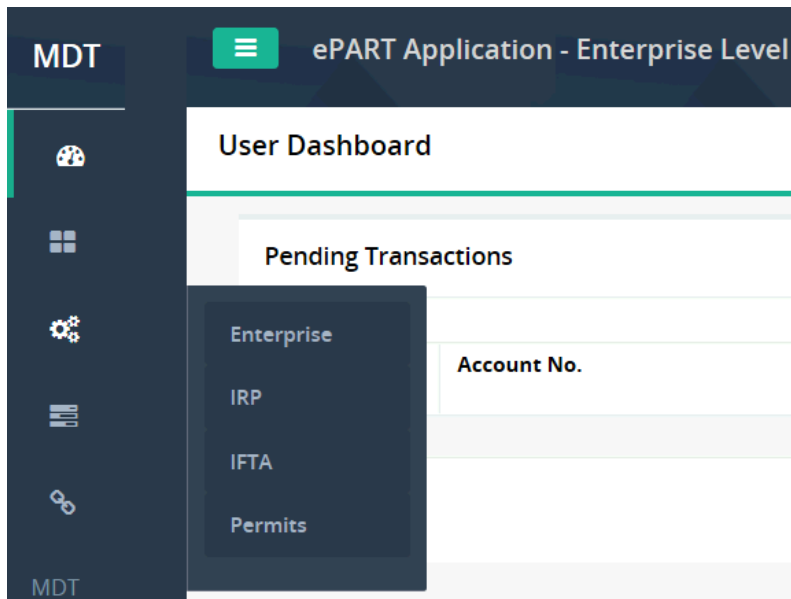 MDT
ePART Application - Enterprise Level
User Dashboard
Pending Transactions
Enterprise
Account No.
IRP
IFTA
Permits
MDT